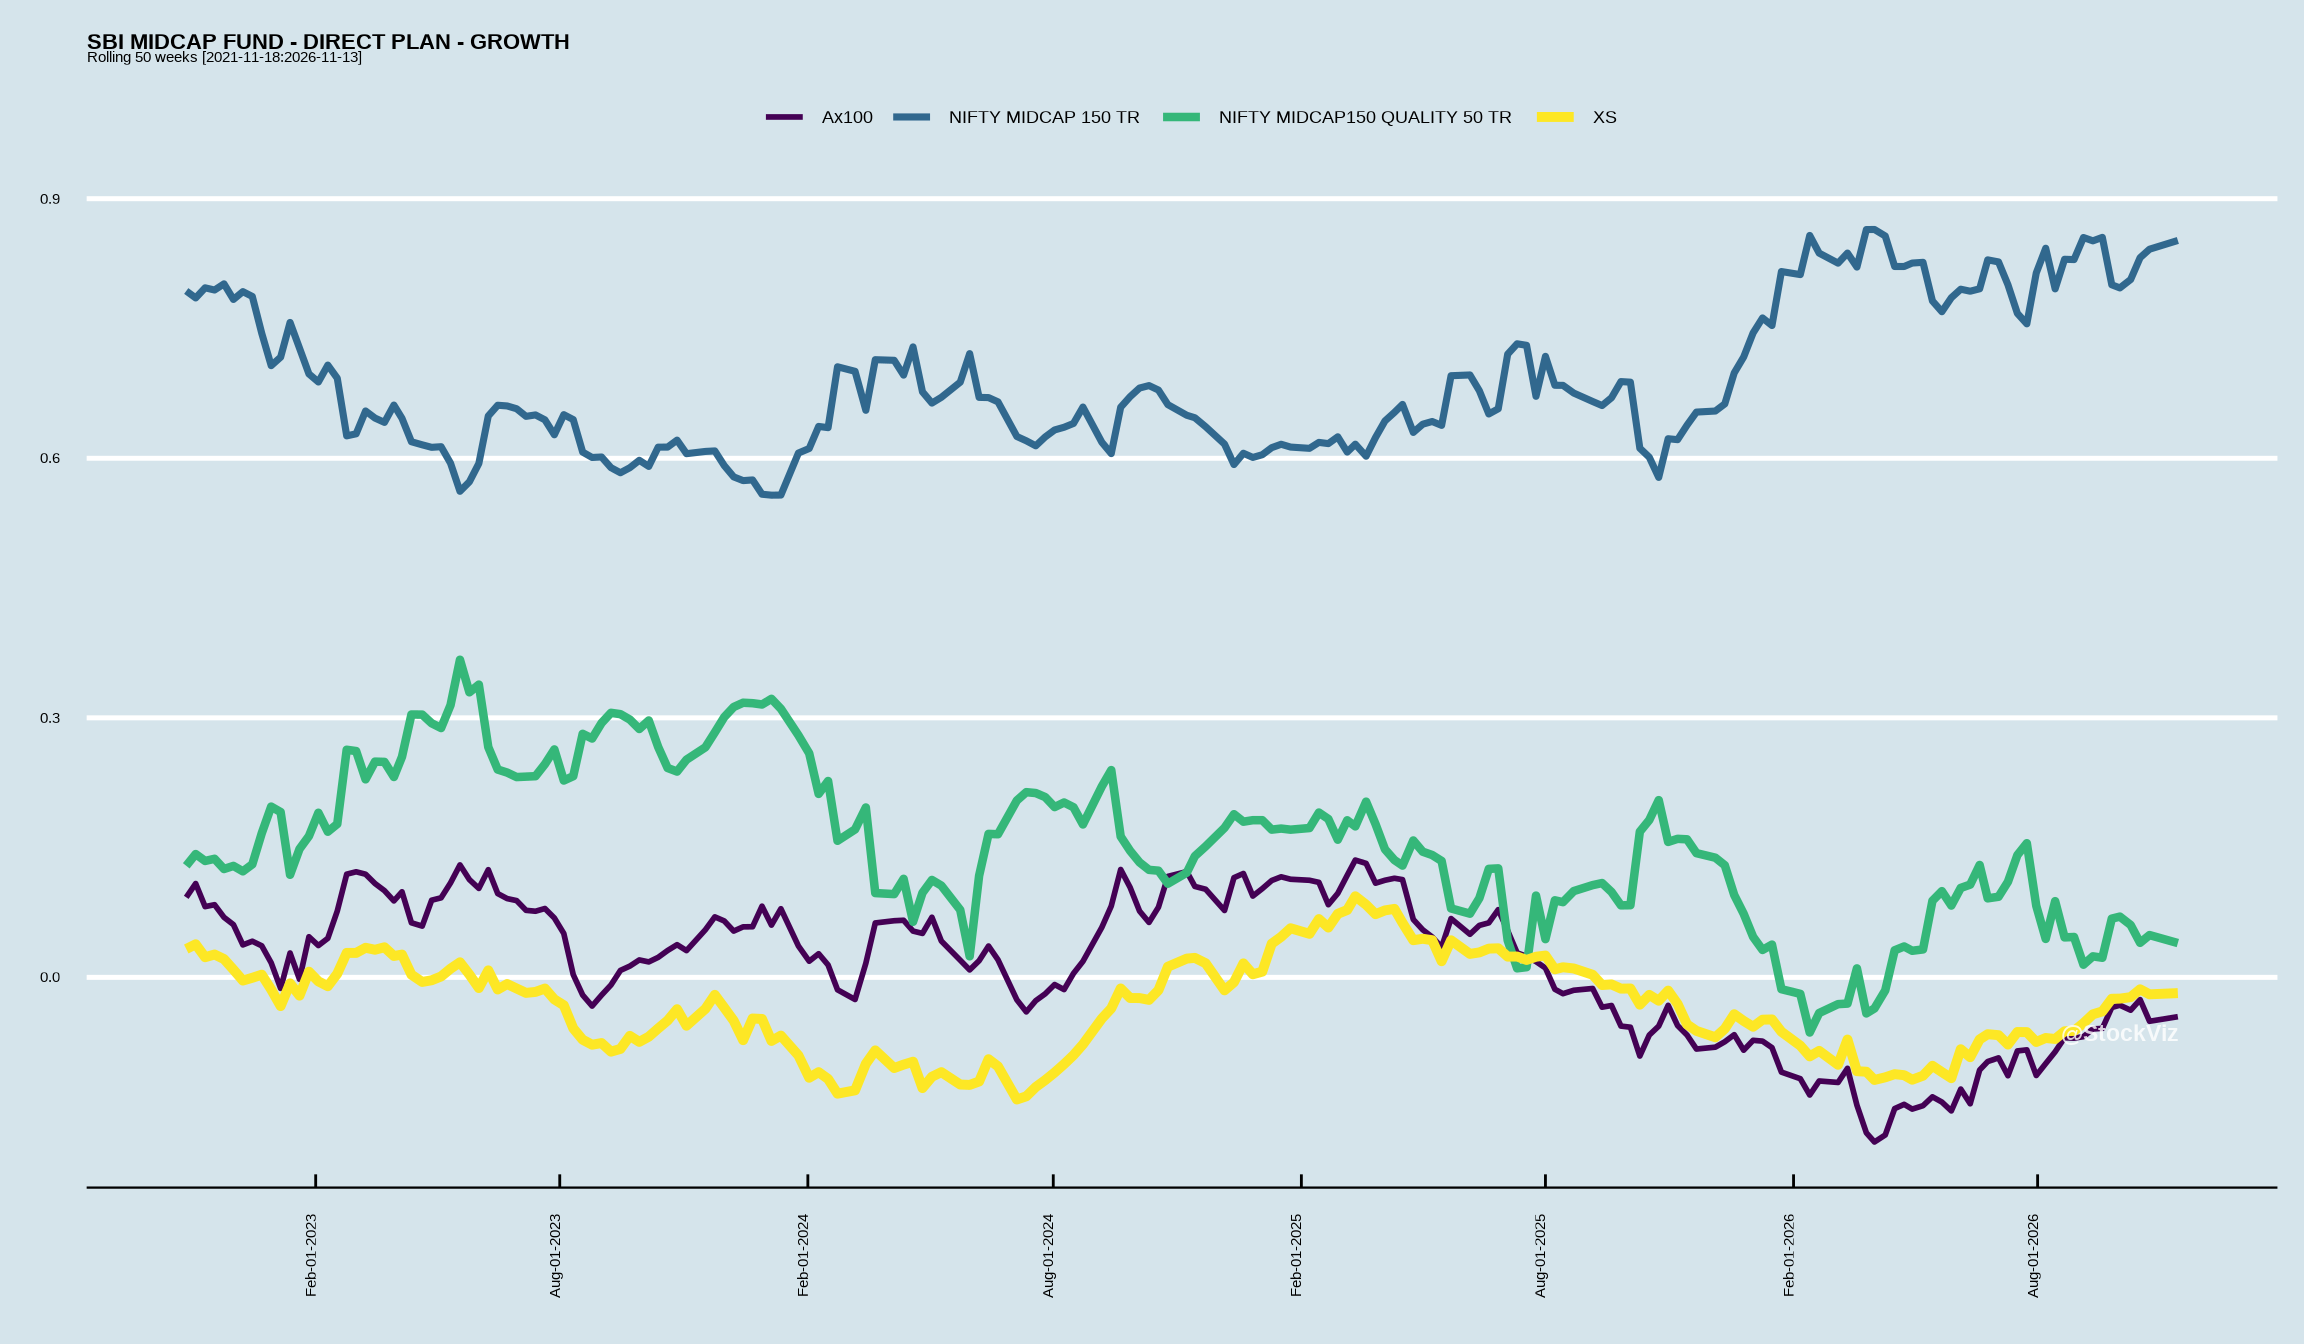 SBI MIDCAP FUND - DIRECT PLAN - GROWTH
Rolling 50 weeks [2021-11-18:2026-11-13]
Ax100 NIFTY MIDCAP 150 TR NIFTY MIDCAP150 QUALITY 50 TR XS
0.9
0.6
0.3
0.0
@StockViz
Feb-01-2023 Aug-01-2023 Feb-01-2024 Aug-01-2024 Feb-01-2025 Aug-01-2025 Feb-01-2026 Aug-01-2026